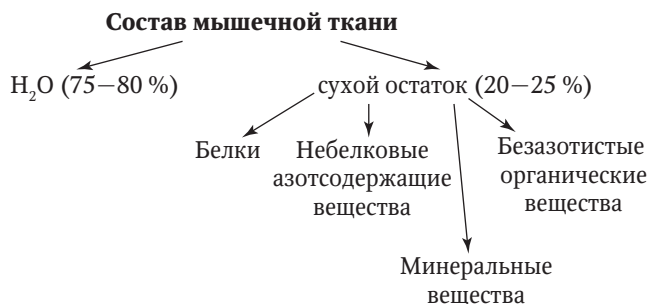 Состав мышечной ткани
H₂O (75—80 %)
сухой остаток (20—25 %)
Белки
Небелковые
азотсодержащие
вещества
Безазотистые
органические
вещества
Минеральные
вещества